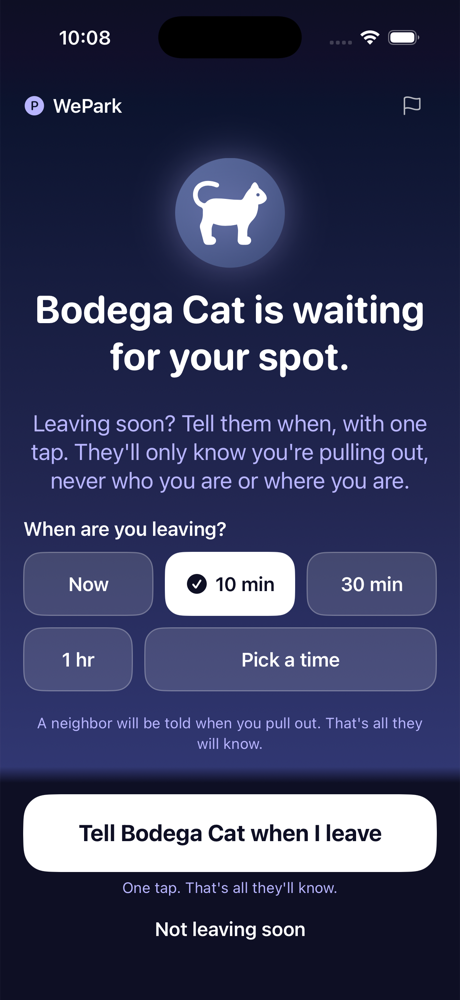 10:08
P WePark
Bodega Cat is waiting
for your spot.
Leaving soon? Tell them when, with one
tap. They'll only know you're pulling out,
never who you are or where you are.
When are you leaving?
Now
10 min
30 min
1 hr
Pick a time
A neighbor will be told when you pull out. That's all they
will know.
Tell Bodega Cat when I leave
One tap. That's all they'll know.
Not leaving soon